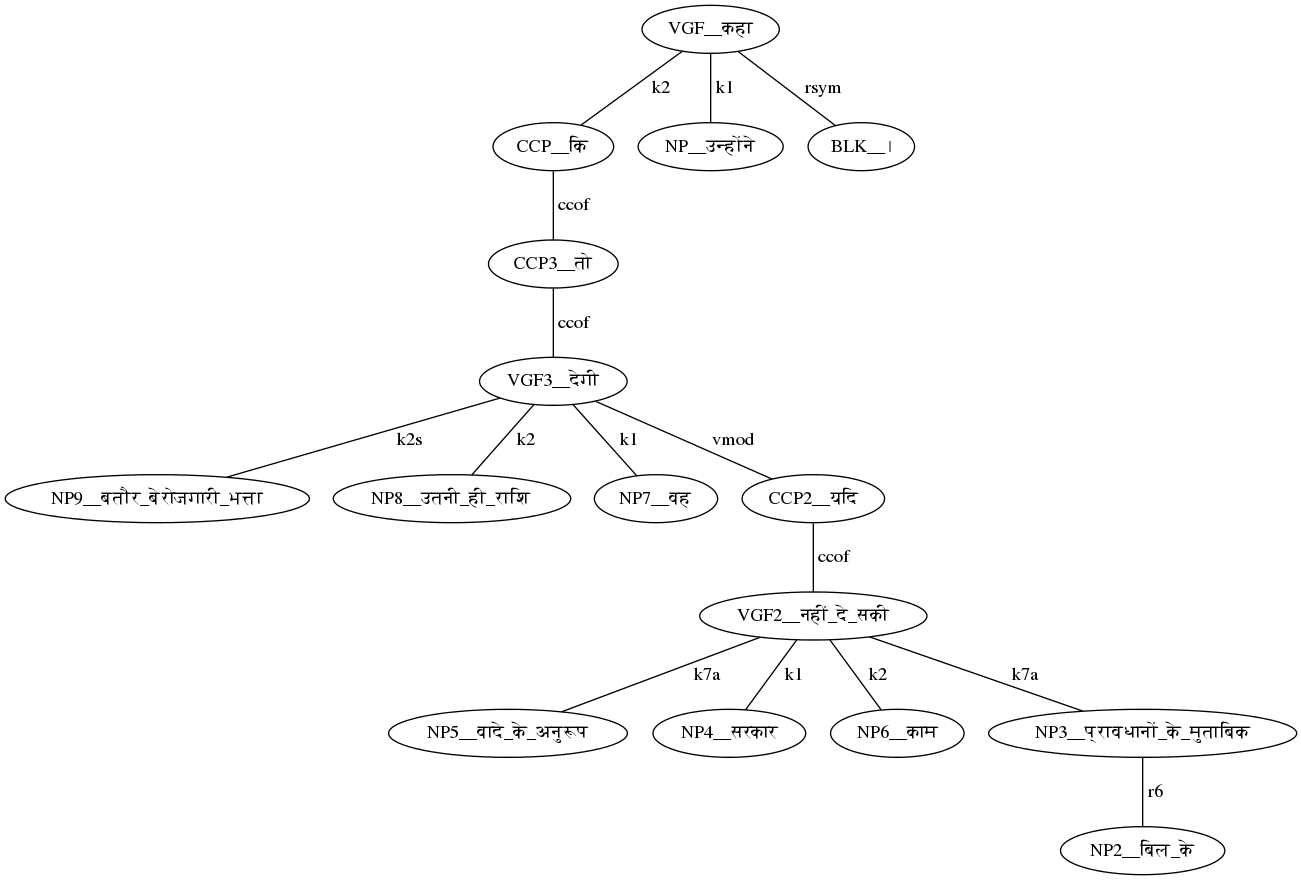 VGF__कहा
k2 k1 rsym
CCP__कि NP__उन्होंने BLK__।
ccof
CCP3__तो
ccof
VGF3__देगी
k2s k2 k1 vmod
NP9__बतौर_बेरोजगारी_भत्ता NP8__उतनी_ही_राशि NP7__वह CCP2__यदि
ccof
VGF2__नहीं_दे_सकी
k7a k1 k2 k7a
NP5__वादे_के_अनुरूप NP4__सरकार NP6__काम NP3__प्रावधानों_के_मुताबिक
r6
NP2__बिल_के